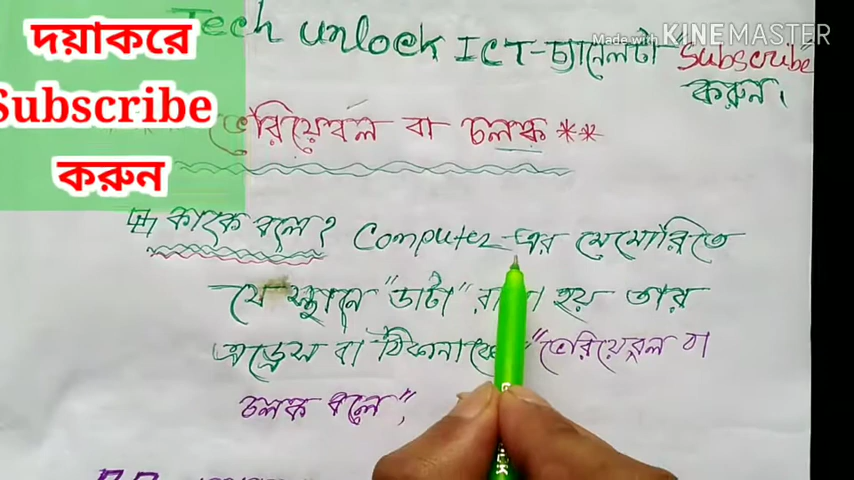 Tech unlock ICT-চ্যানেলটা "Subscribe"
করুন।
Made with KINEMASTER
দয়াকরে
Subscribe
করুন
ভেরিয়েবল বা চলক **
কাকে বলে? Computer-এর মেমোরিতে
যে স্থানে "ডাটা" হয় তার
অড্রেস বা ঠিকানাকে "ভেরিয়েবল বা
চলক বলে",